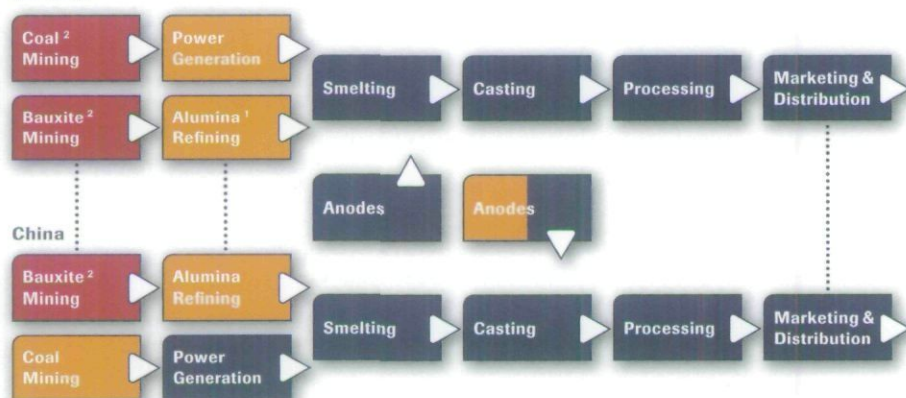 Coal ²
Mining
Power
Generation
Smelting
Casting
Processing
Marketing &
Distribution
Bauxite ²
Mining
Alumina ¹
Refining
Anodes
Anodes
China
Bauxite ²
Mining
Alumina
Refining
Smelting
Casting
Processing
Marketing &
Distribution
Coal
Mining
Power
Generation